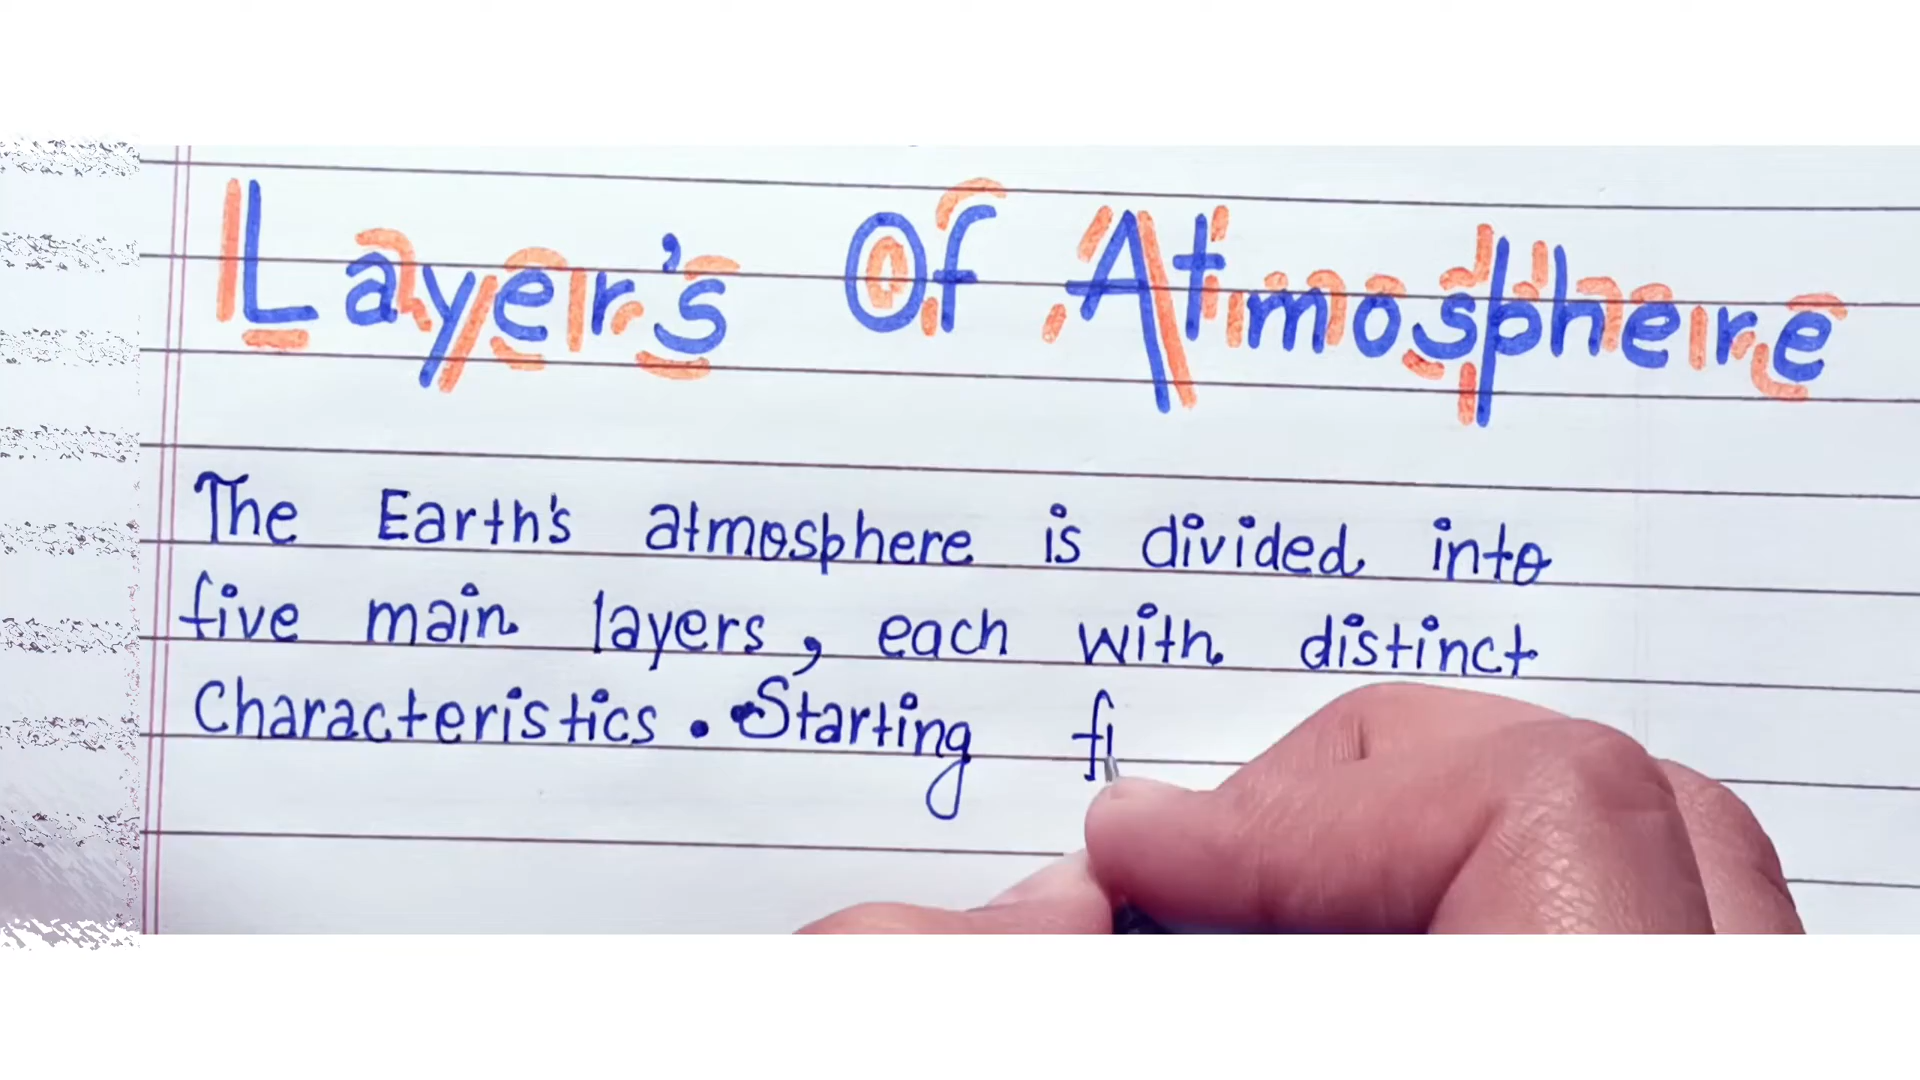 Layer's Of Atmosphere
The Earth's atmosphere is divided into
five main layers, each with distinct
Characteristics. Starting